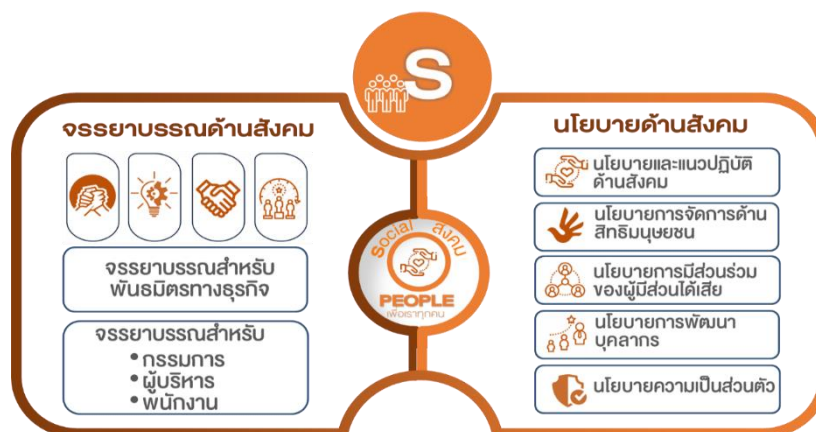 S
จรรยาบรรณด้านสังคม
จรรยาบรรณสำหรับ
พันธมิตรทางธุรกิจ
จรรยาบรรณสำหรับ
•กรรมการ
•ผู้บริหาร
•พนักงาน
Social สังคม
PEOPLE
เพื่อเราทุกคน
นโยบายด้านสังคม
นโยบายและแนวปฏิบัติ
ด้านสังคม
นโยบายการจัดการด้าน
สิทธิมนุษยชน
นโยบายการมีส่วนร่วม
ของผู้มีส่วนได้เสีย
นโยบายการพัฒนา
บุคลากร
นโยบายความเป็นส่วนตัว